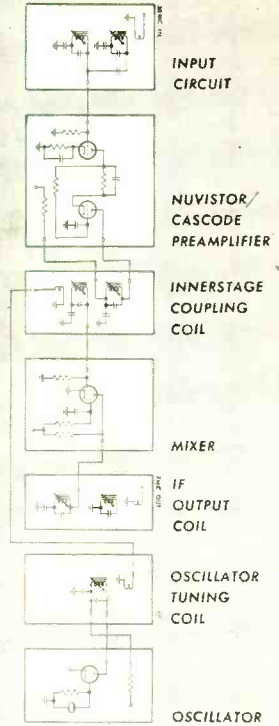 INPUT
CIRCUIT
NUVISTOR/
CASCODE
PREAMPLIFIER
INNERSTAGE
COUPLING
COIL
MIXER
IF
OUTPUT
COIL
OSCILLATOR
TUNING
COIL
OSCILLATOR